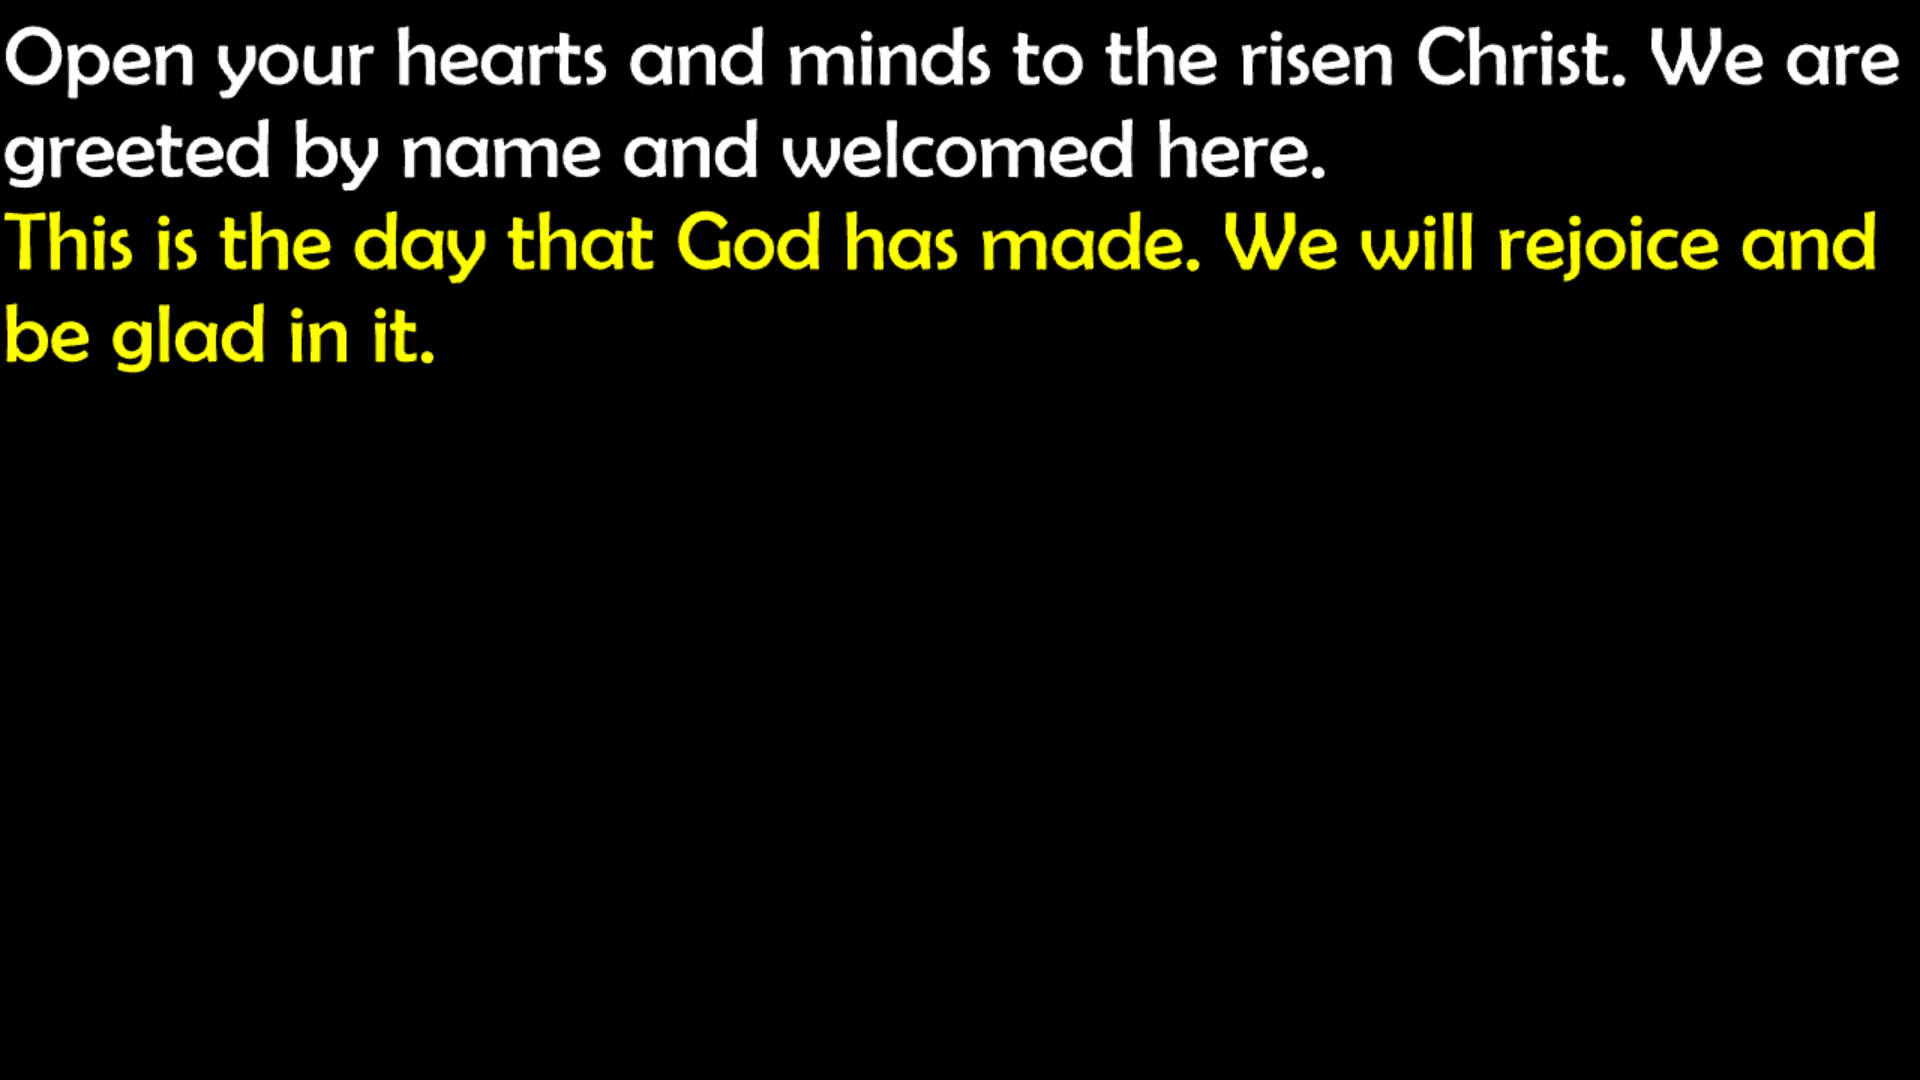 Open your hearts and minds to the risen Christ. We are
greeted by name and welcomed here.
This is the day that God has made. We will rejoice and
be glad in it.